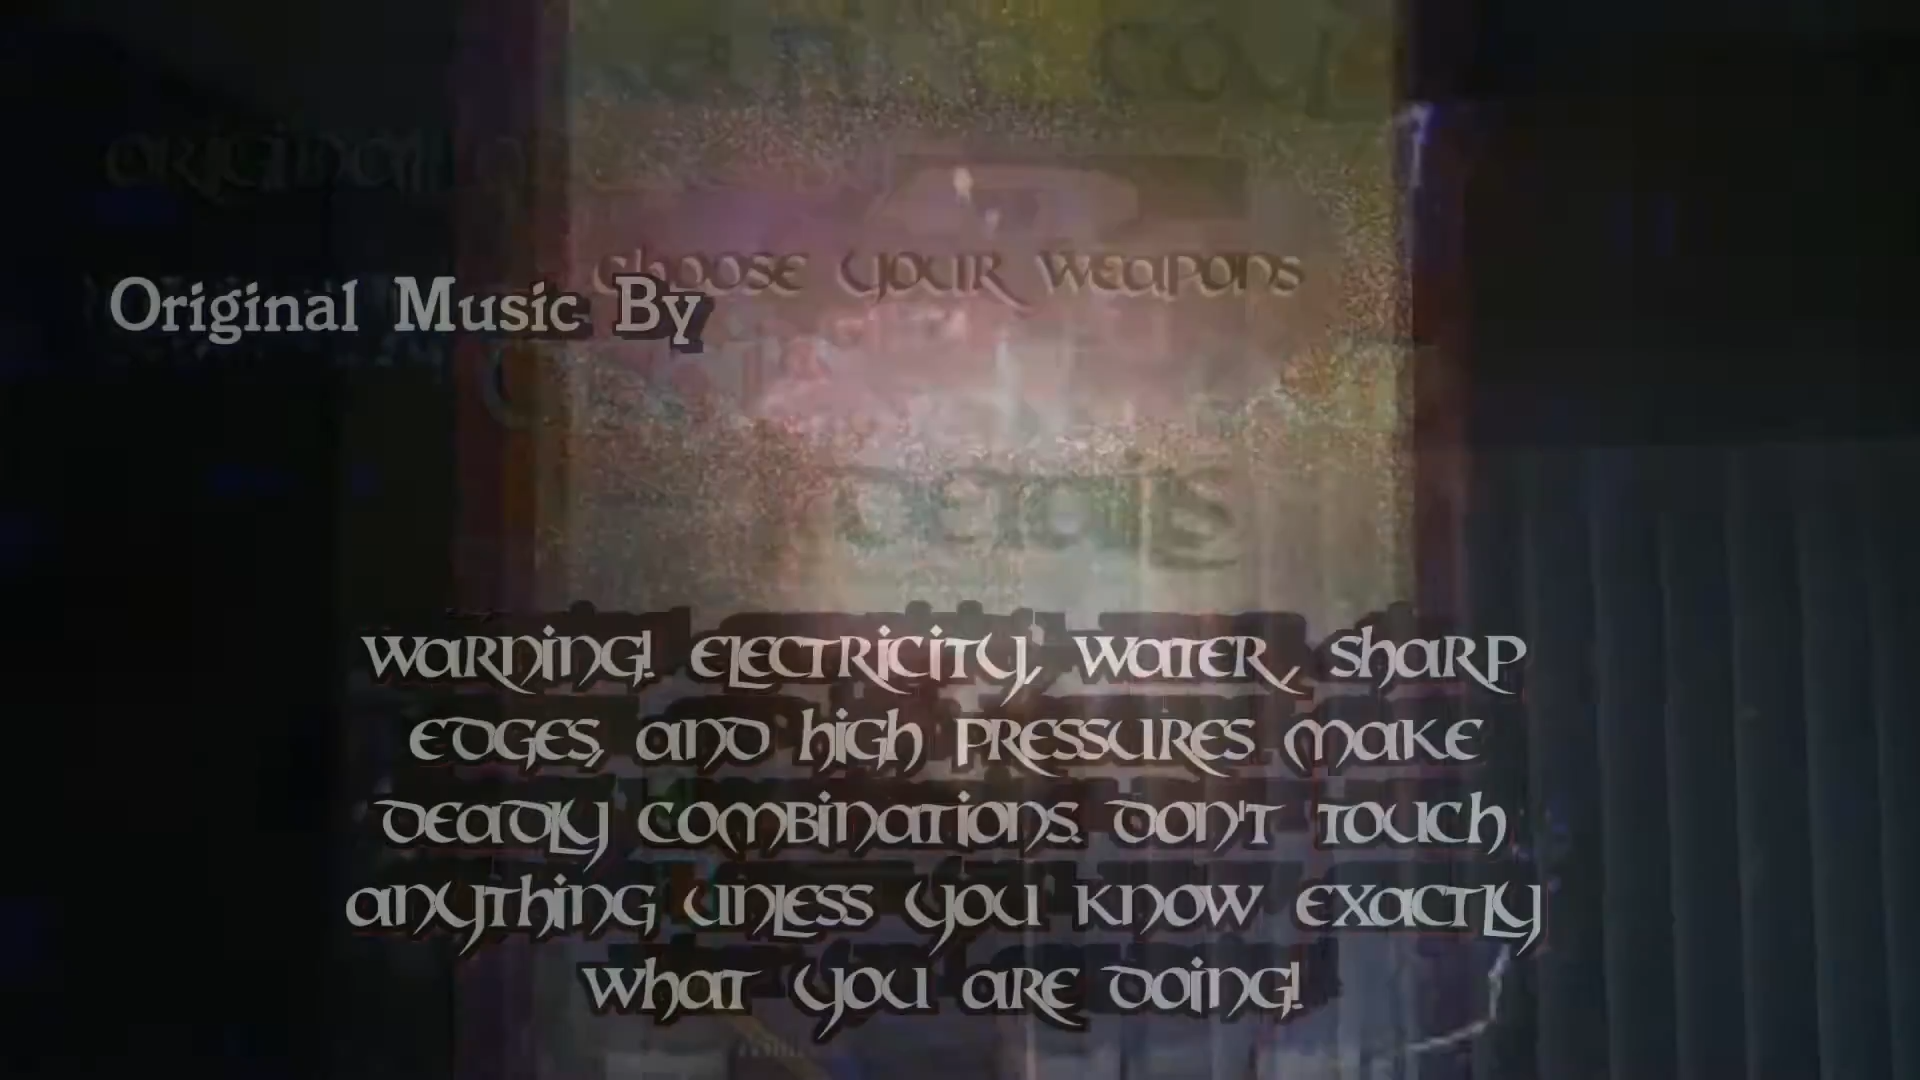 choose your weapons
Original Music By
Details
Warning! Electricity, water, sharp
edges, and high pressures make
deadly combinations. Don't touch
anything unless you know exactly
what you are doing!